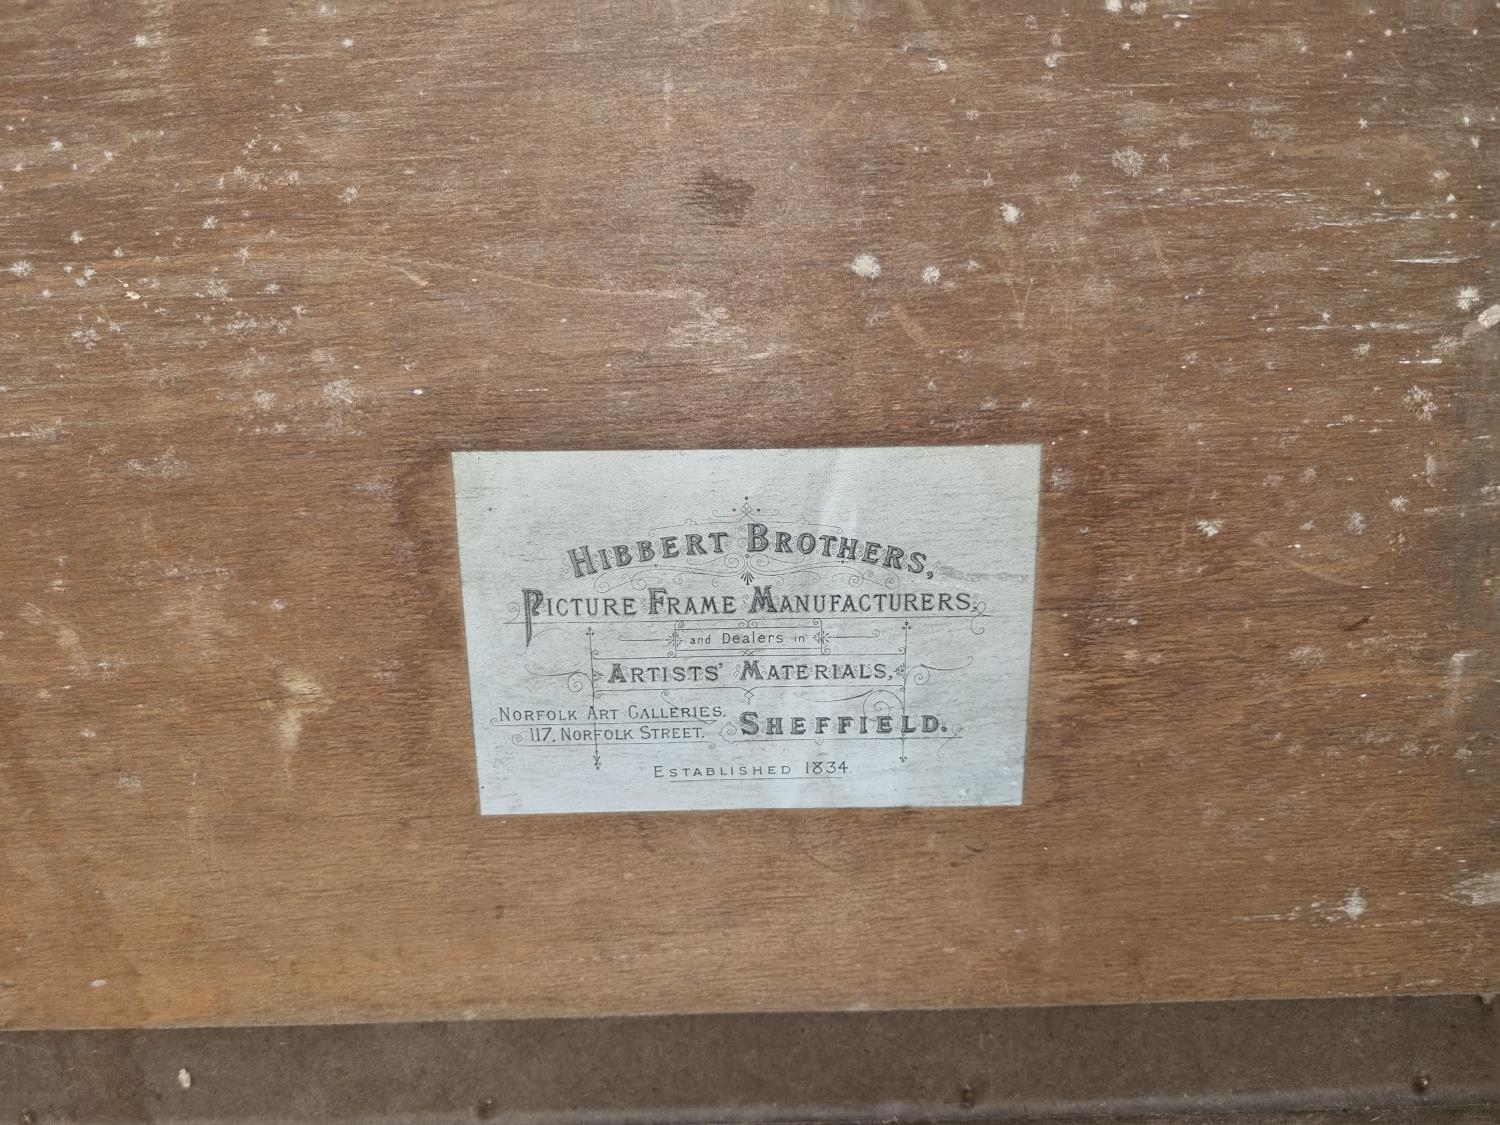 HIBBERT BROTHERS,
PICTURE FRAME MANUFACTURERS,
and Dealers in
ARTISTS' MATERIALS,
NORFOLK ART GALLERIES.
117, NORFOLK STREET, SHEFFIELD.
ESTABLISHED 1834.